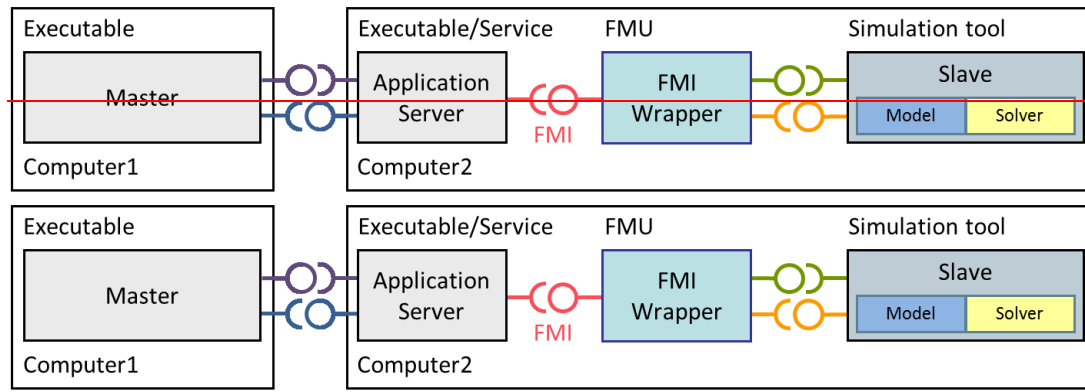 Executable
Executable/Service
FMU
Simulation tool
Master
Application
Server
FMI
FMI
Wrapper
Slave
Model
Solver
Computer1
Computer2
Executable
Executable/Service
FMU
Simulation tool
Master
Application
Server
FMI
FMI
Wrapper
Slave
Model
Solver
Computer1
Computer2